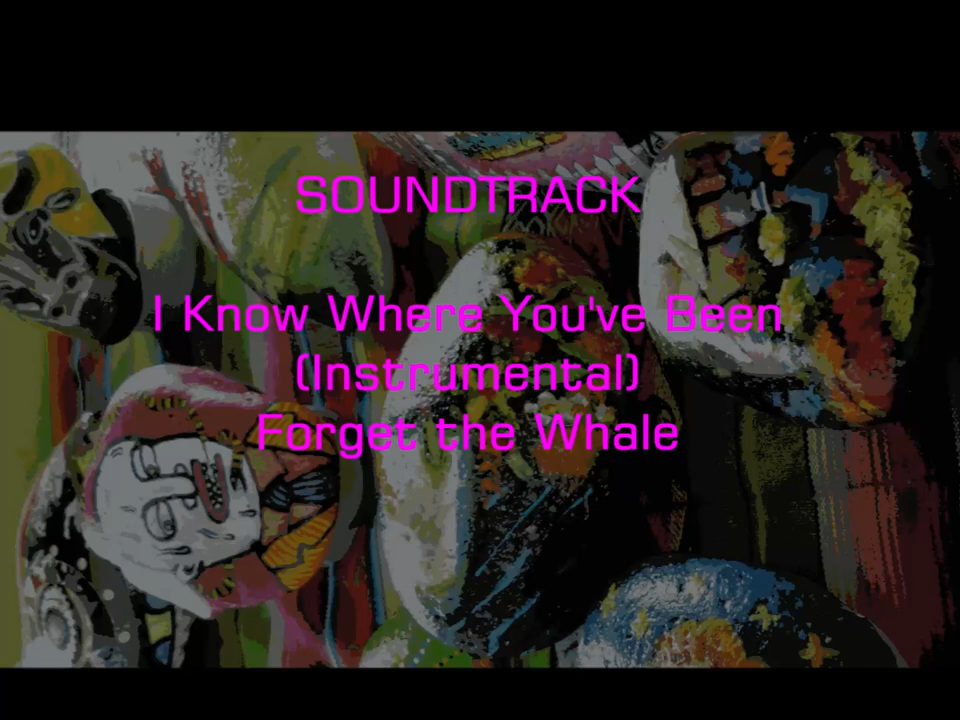 SOUNDTRACK
I Know Where You've Been
(Instrumental)
Forget the Whale